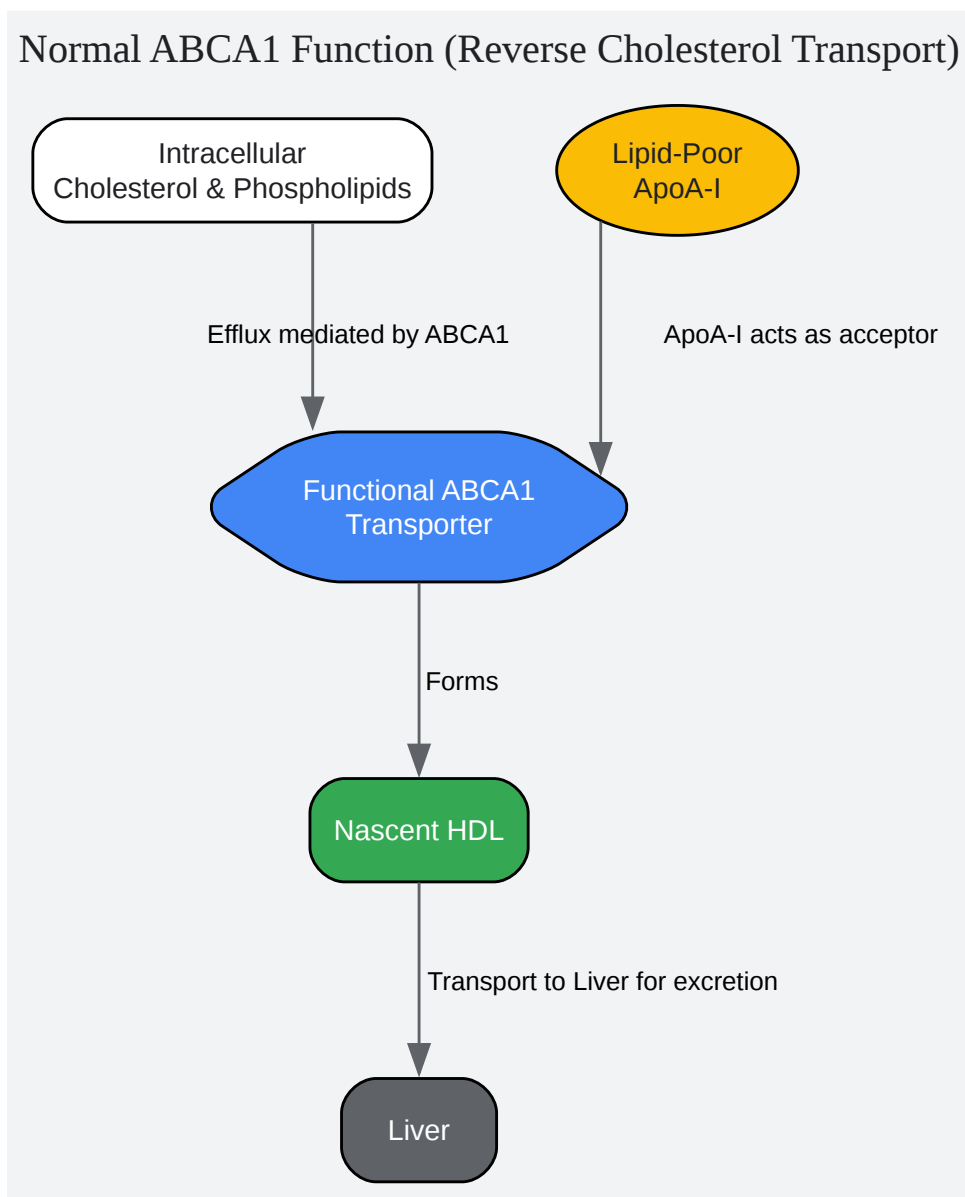 Normal ABCA1 Function (Reverse Cholesterol Transport)
Intracellular
Cholesterol & Phospholipids
Lipid-Poor
ApoA-I
Efflux mediated by ABCA1
ApoA-I acts as acceptor
Functional ABCA1
Transporter
Forms
Nascent HDL
Transport to Liver for excretion
Liver